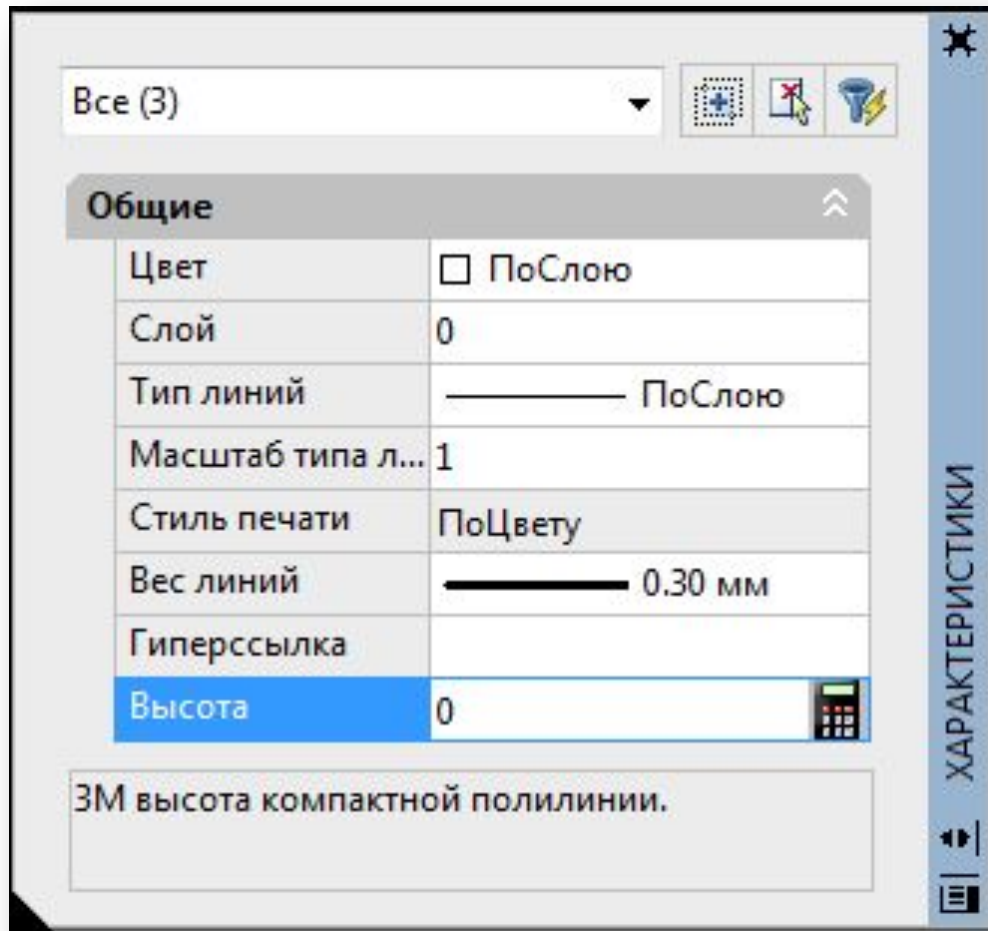 Все (3)
Общие
Цвет ПоСлою
Слой 0
Тип линий ПоСлою
Масштаб типа л... 1
Стиль печати ПоЦвету
Вес линий 0.30 мм
Гиперссылка
Высота 0
ЗМ высота компактной полилинии.
ХАРАКТЕРИСТИКИ